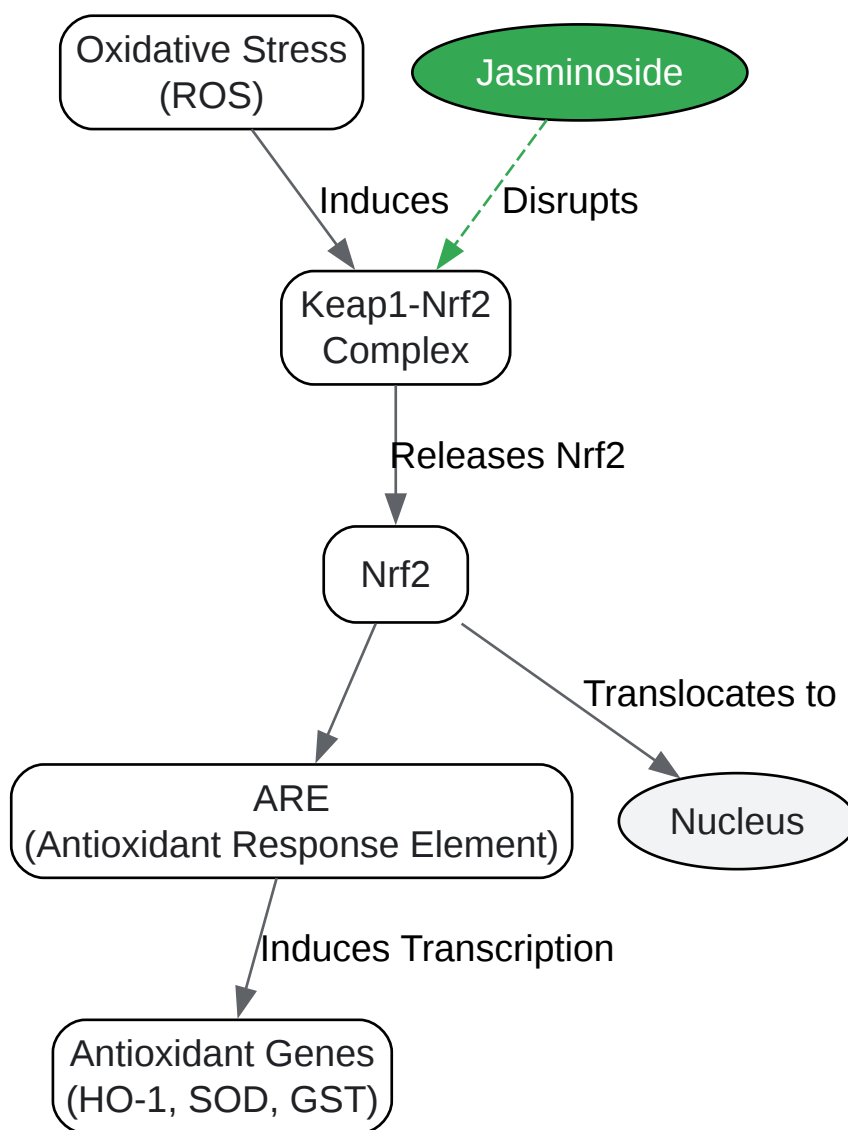 Oxidative Stress
(ROS)
Jasminoside
Induces
Disrupts
Keap1-Nrf2
Complex
Releases Nrf2
Nrf2
Translocates to
ARE
(Antioxidant Response Element)
Nucleus
Induces Transcription
Antioxidant Genes
(HO-1, SOD, GST)